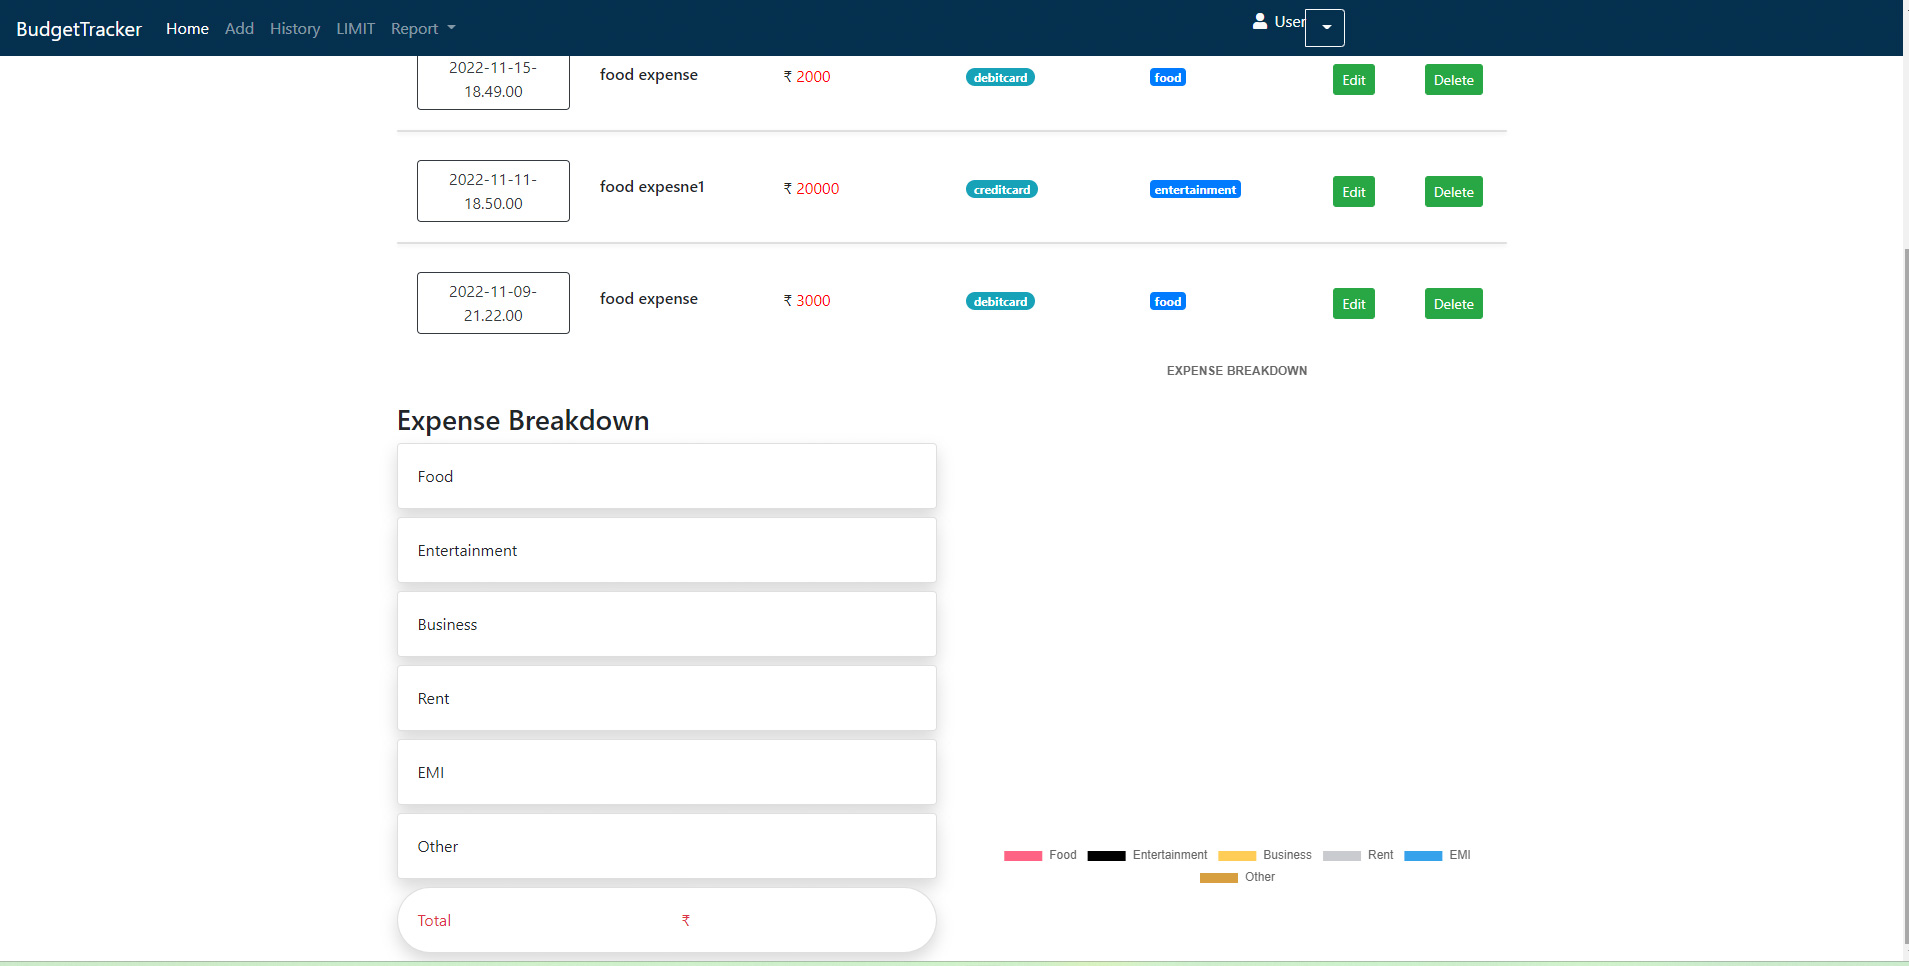 BudgetTracker Home Add History LIMIT Report User
2022-11-15-
18.49.00
food expense ₹ 2000 debitcard food Edit Delete
2022-11-11-
18.50.00
food expesne1 ₹ 20000 creditcard entertainment Edit Delete
2022-11-09-
21.22.00
food expense ₹ 3000 debitcard food Edit Delete
EXPENSE BREAKDOWN
Expense Breakdown
Food
Entertainment
Business
Rent
EMI
Other
Total ₹
Food Entertainment Business Rent EMI
Other